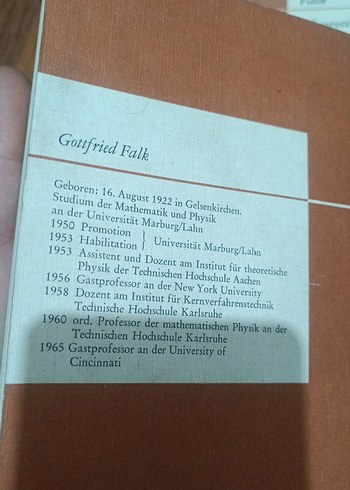 Gottfried Falk
Geboren: 16. August 1922 in Gelsenkirchen.
Studium der Mathematik und Physik
an der Universität Marburg/Lahn
1950 Promotion
1953 Habilitation } Universität Marburg/Lahn
1953 Assistent und Dozent am Institut für theoretische
Physik der Technischen Hochschule Aachen
1956 Gastprofessor an der New York University
1958 Dozent am Institut für Kernverfahrenstechnik
Technische Hochschule Karlsruhe
1960 ord. Professor der mathematischen Physik an der
Technischen Hochschule Karlsruhe
1965 Gastprofessor an der University of
Cincinnati